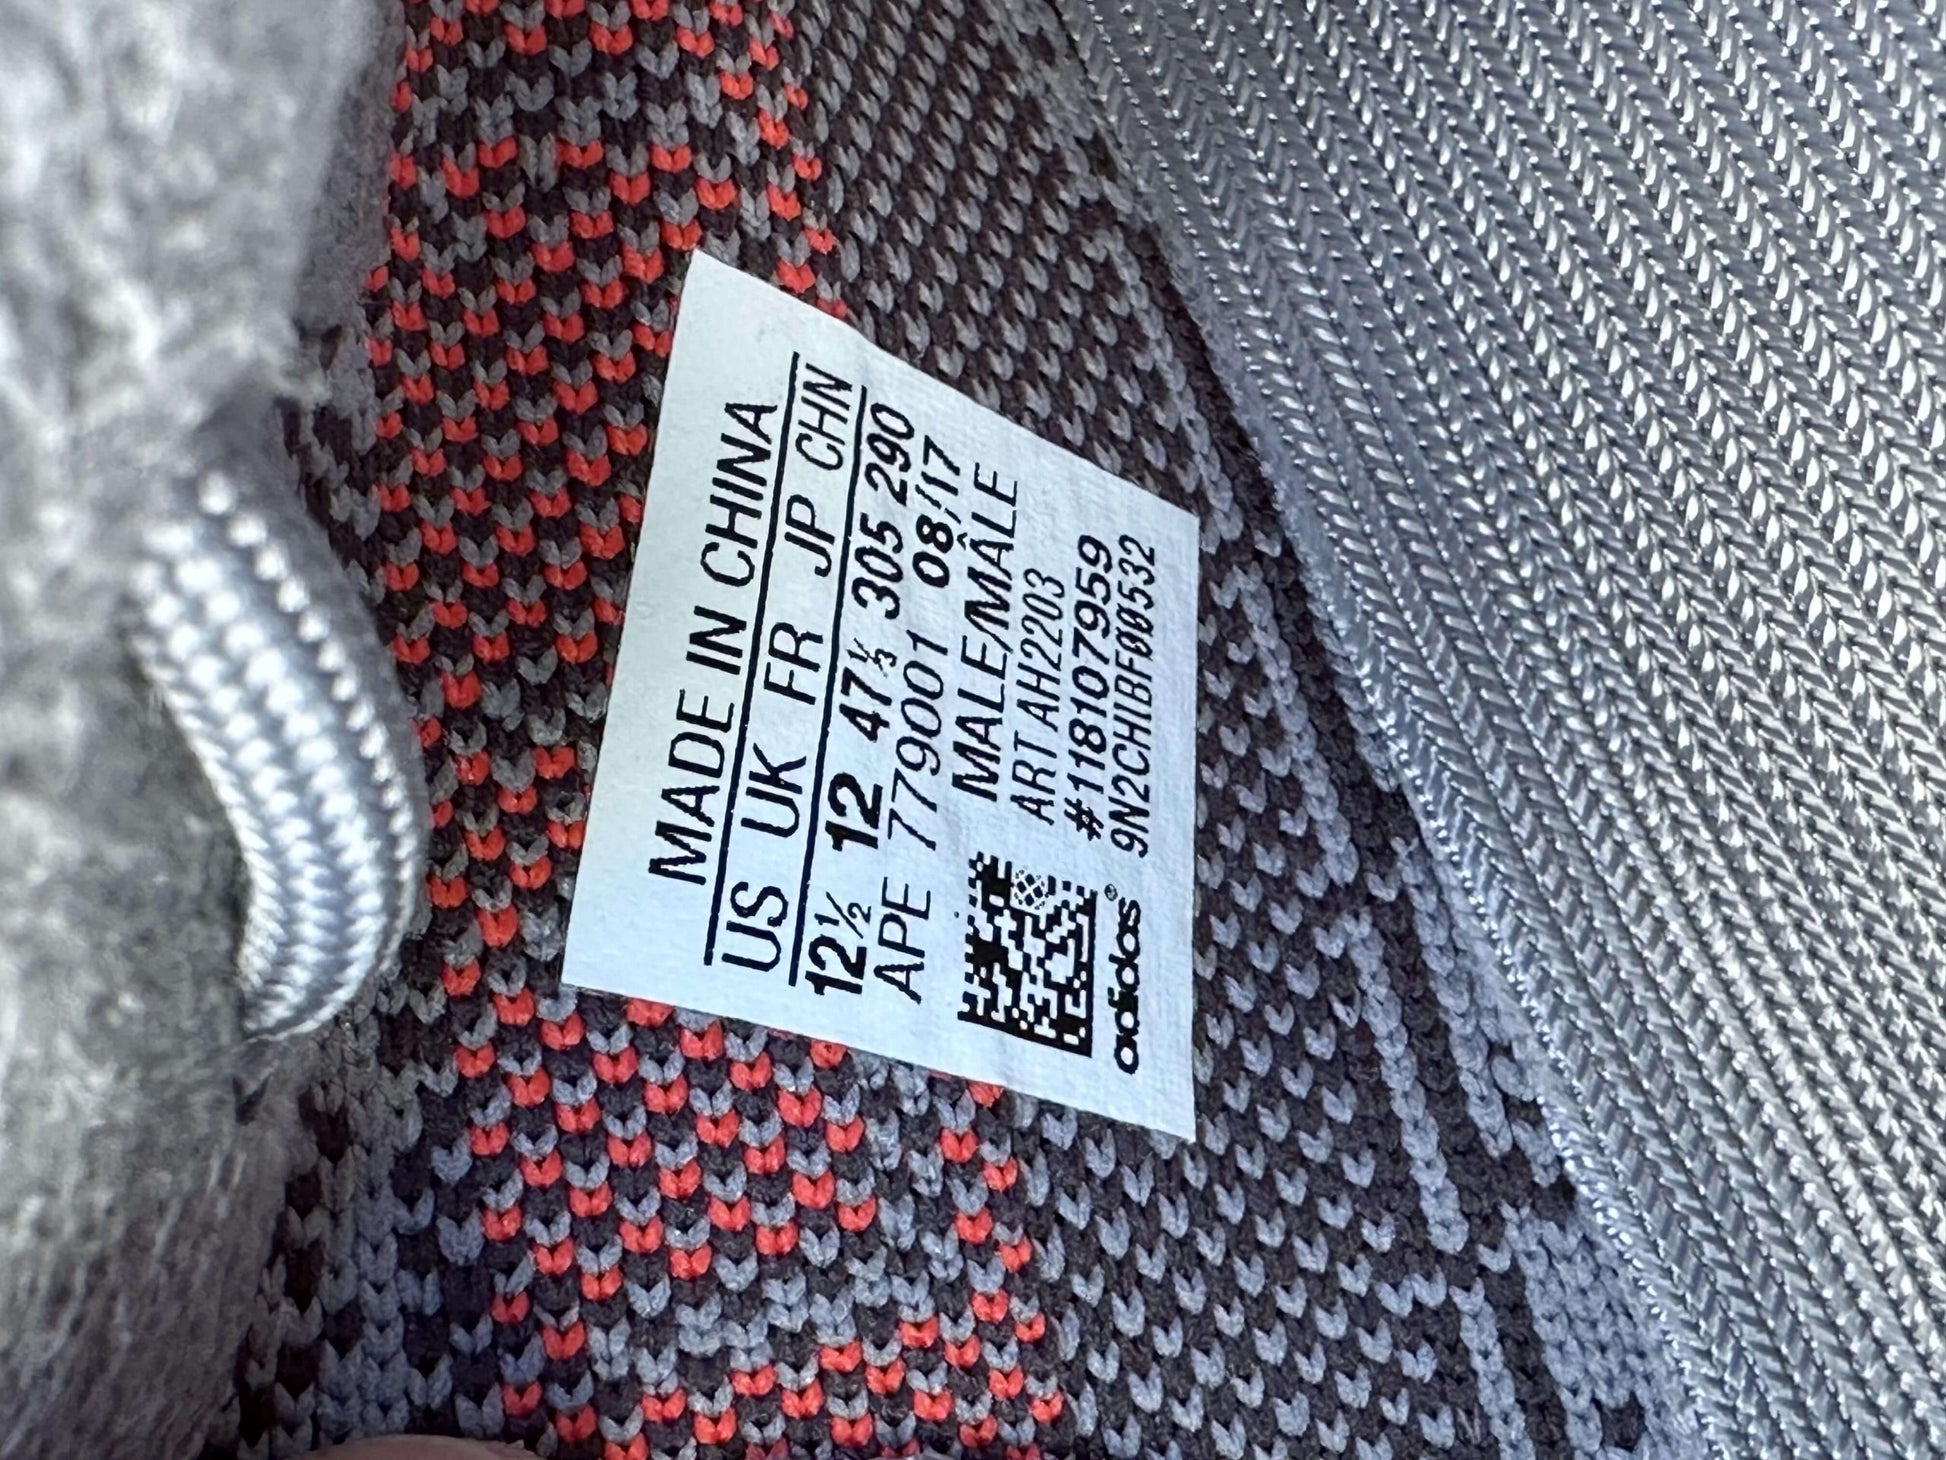 MADE IN CHINA
US UK FR JP CHN
12½ 12 47⅓ 305 290
APE 779001 08/17
MALE/MÂLE
ART AH2203
#118107959
9N2CHIBF00532
adidas®